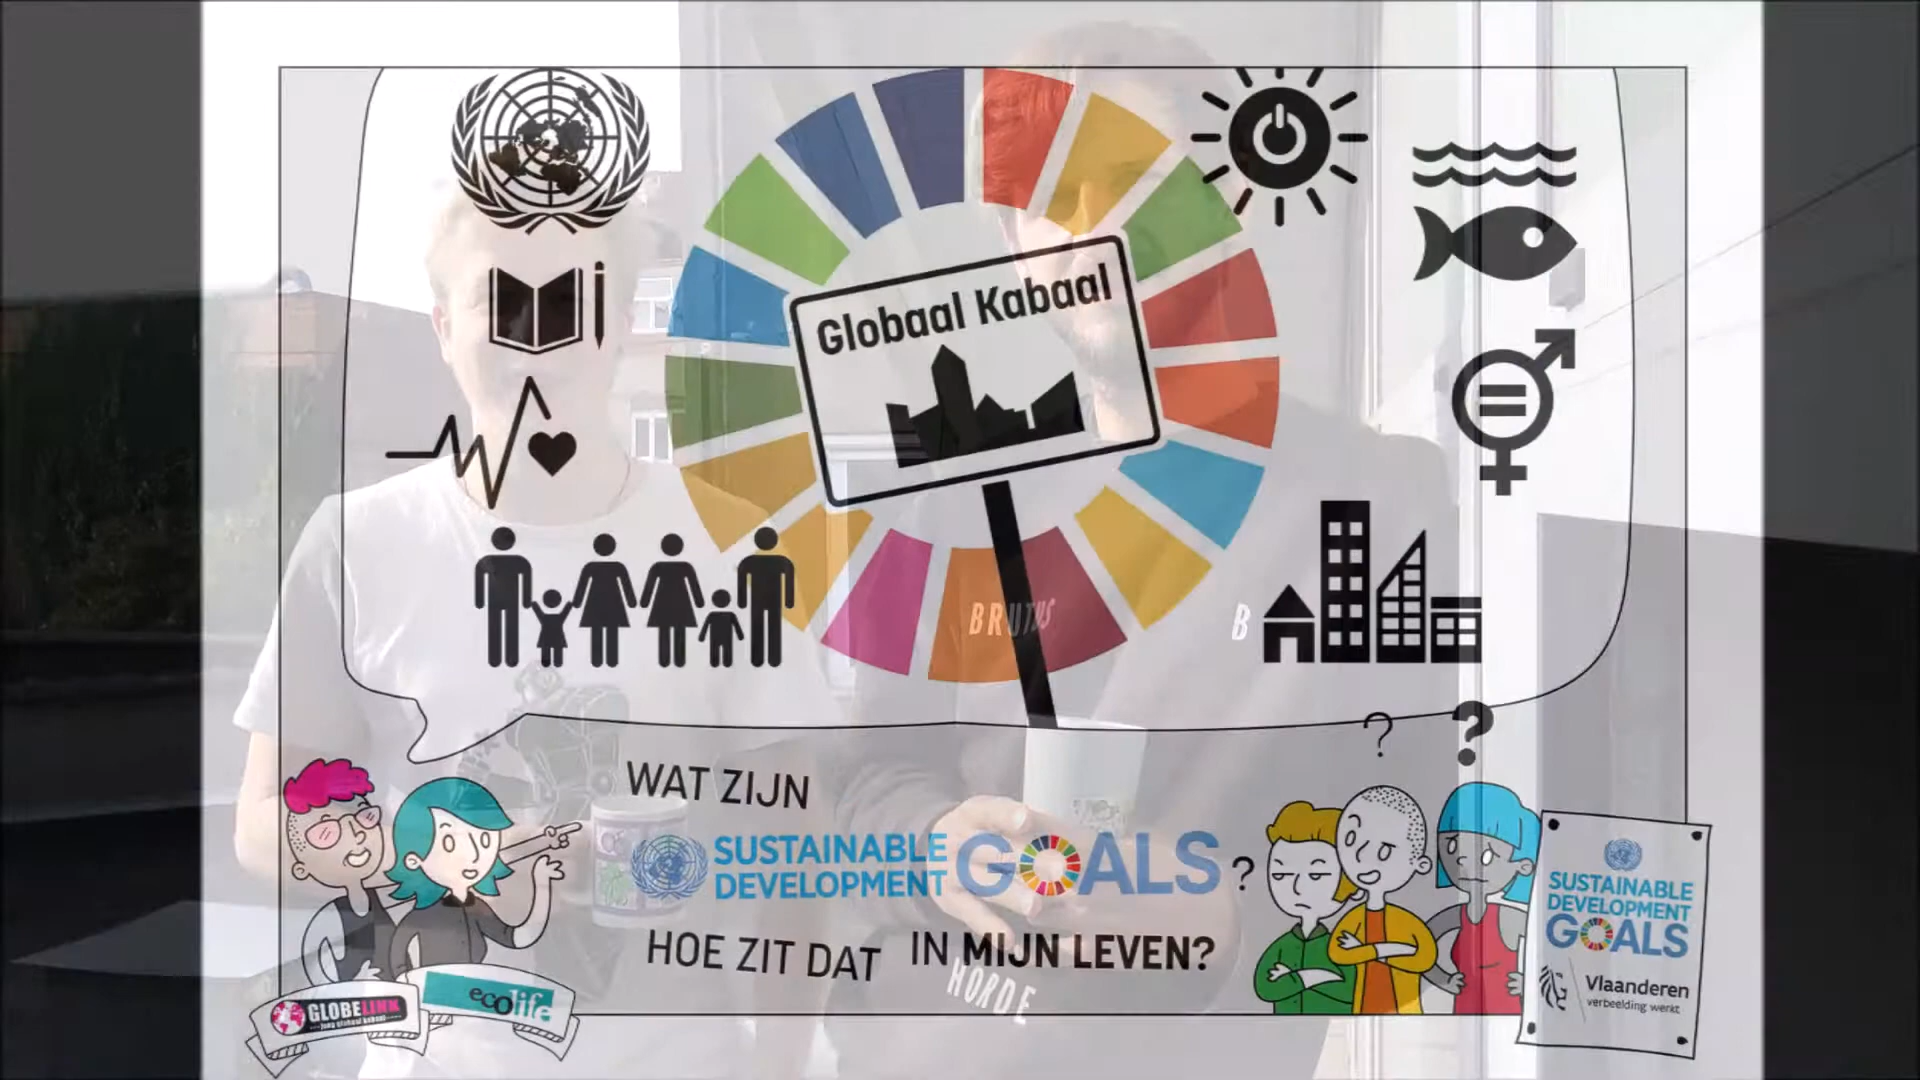 Globaal Kabaal
BRUTUS
B
? ?
WAT ZIJN
SUSTAINABLE
DEVELOPMENT
GOALS
?
HOE ZIT DAT IN MIJN LEVEN?
HORDE
GLOBELINK
jong globaal kabaal
ecolife
SUSTAINABLE
DEVELOPMENT
GOALS
Vlaanderen
verbeelding werkt